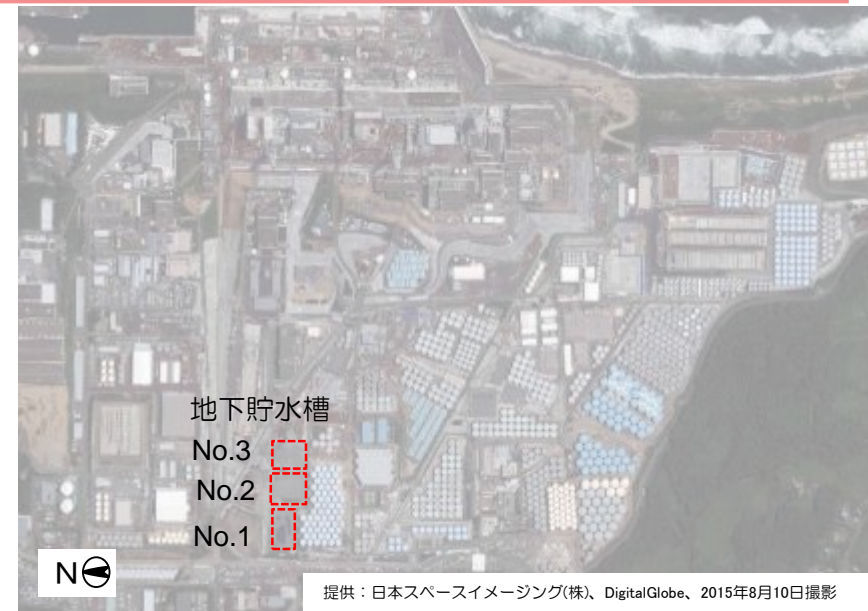 地下貯水槽
No.3
No.2
No.1
N
提供：日本スペースイメージング(株)、DigitalGlobe、2015年8月10日撮影